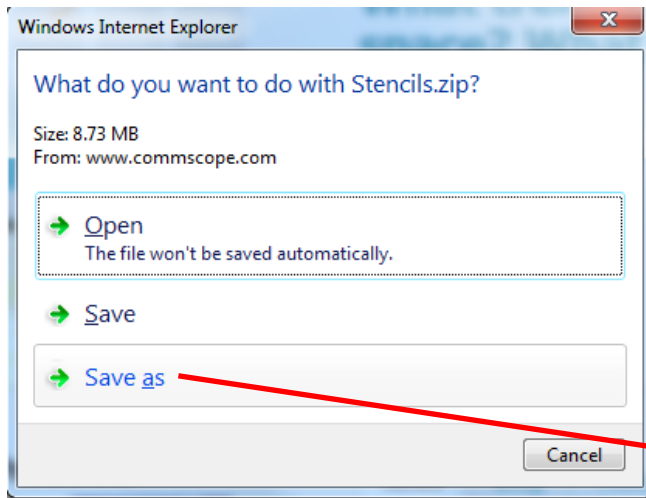 Windows Internet Explorer
What do you want to do with Stencils.zip?
Size: 8.73 MB
From: www.commscope.com
Open
The file won't be saved automatically.
Save
Save as
Cancel